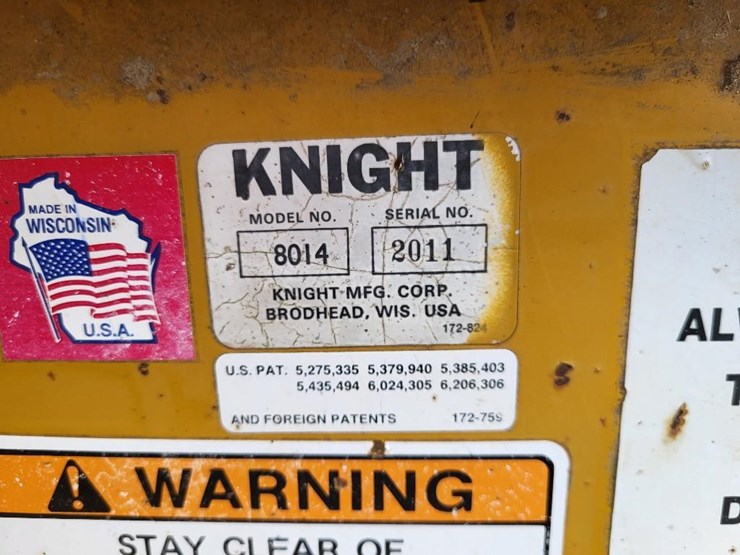 MADE IN
WISCONSIN
U.S.A.
KNIGHT
MODEL NO. SERIAL NO.
8014 2011
KNIGHT MFG. CORP.
BRODHEAD, WIS. USA
172-824
U.S. PAT. 5,275,335 5,379,940 5,385,403
5,435,494 6,024,305 6,206,306
AND FOREIGN PATENTS 172-759
WARNING
STAY CLEAR OF
AL
T
D